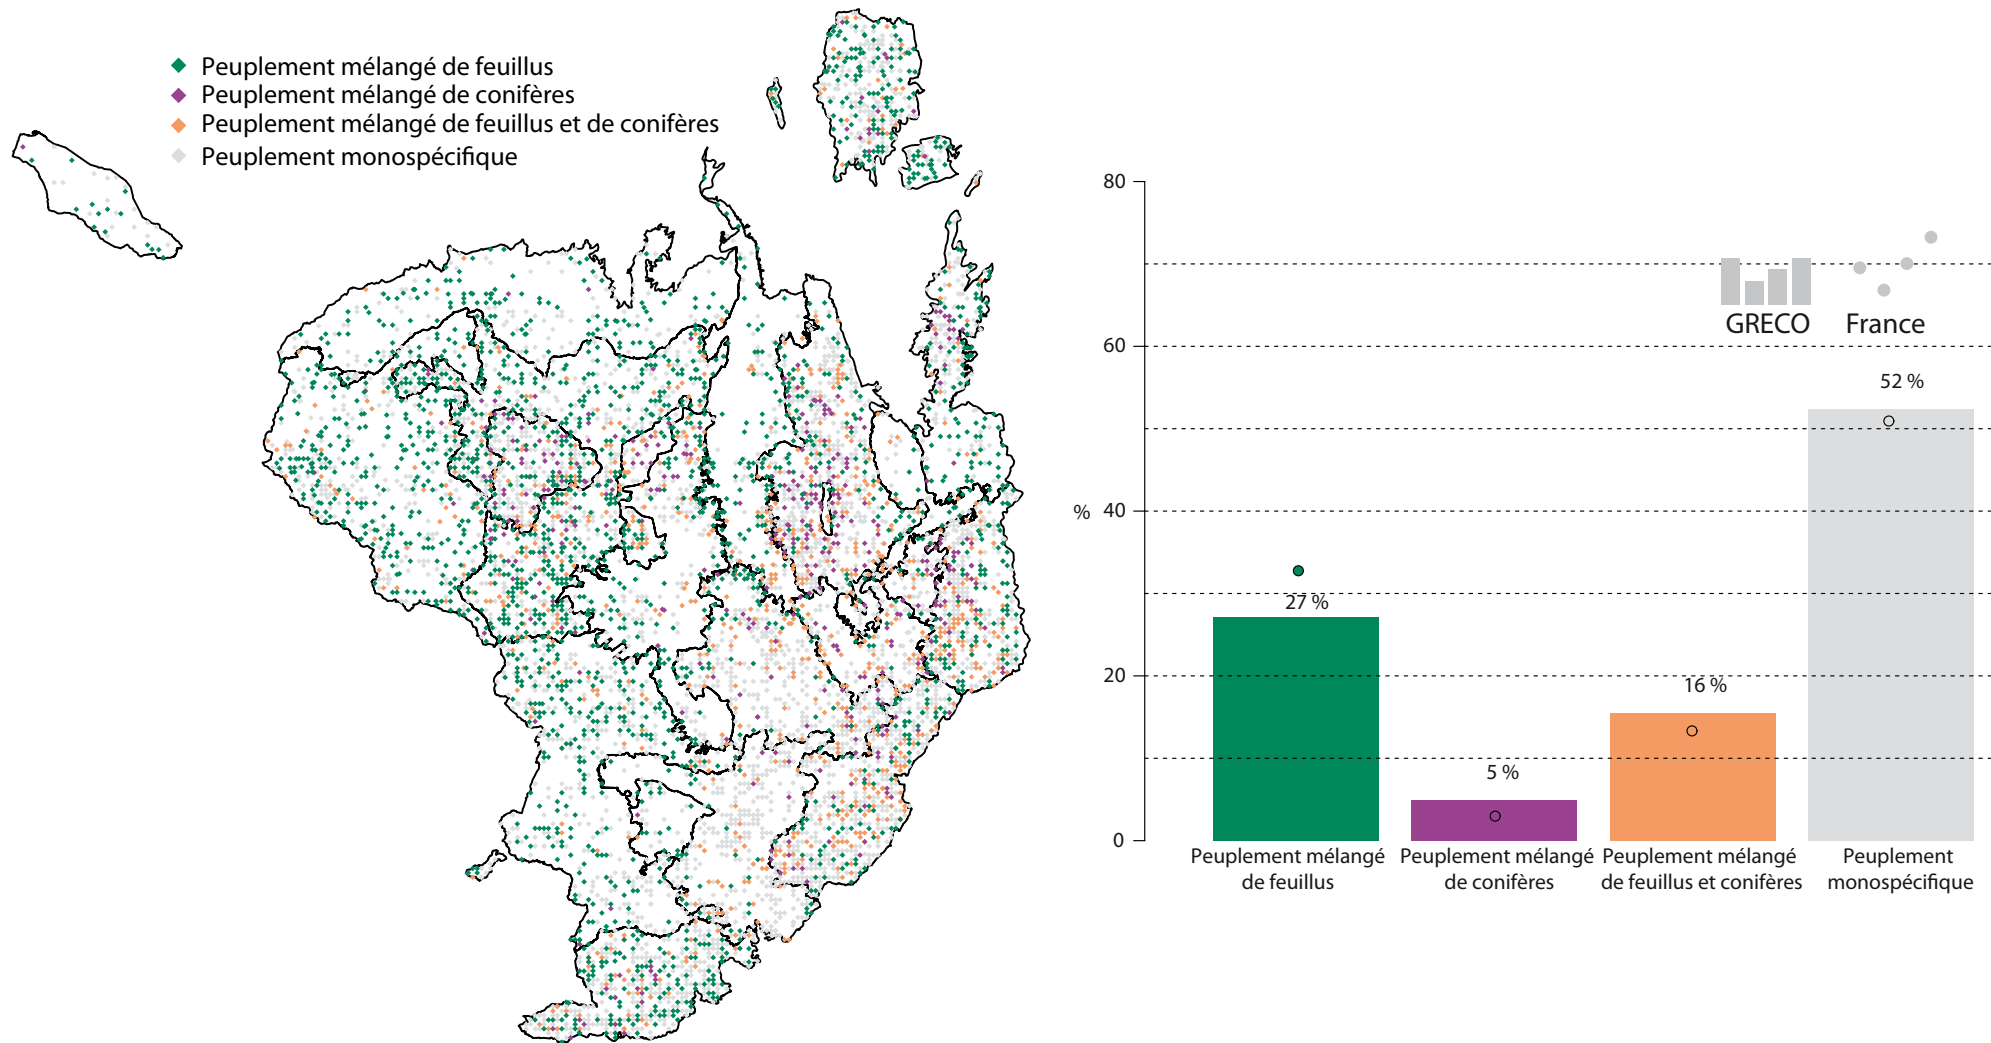 Peuplement mélangé de feuillus
Peuplement mélangé de conifères
Peuplement mélangé de feuillus et de conifères
Peuplement monospécifique
80
60
40
20
0
%
GRECO
France
27 %
5 %
16 %
52 %
Peuplement mélangé
de feuillus
Peuplement mélangé
de conifères
Peuplement mélangé
de feuillus et conifères
Peuplement
monospécifique